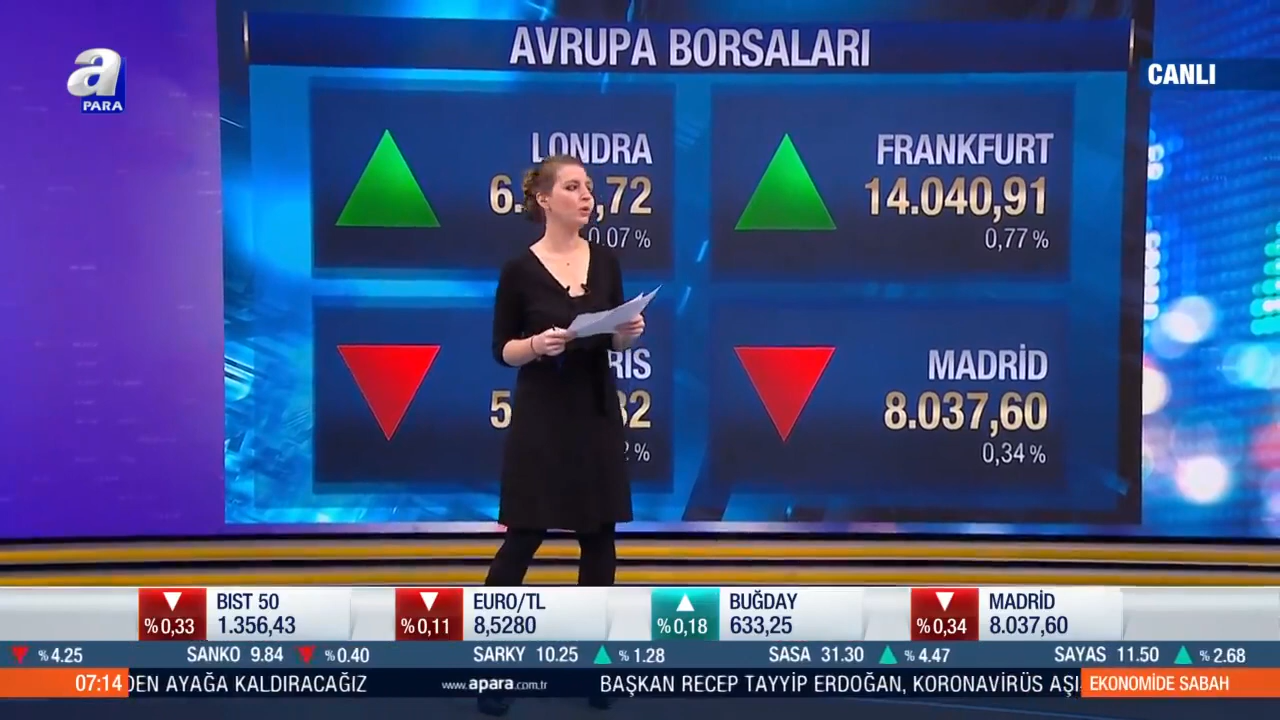 AVRUPA BORSALARI
a
PARA
CANLI
LONDRA
0,07 %
FRANKFURT
14.040,91
0,77 %
MADRİD
8.037,60
0,34 %
%0,33
BIST 50
1.356,43
%0,11
EURO/TL
8,5280
%0,18
BUĞDAY
633,25
%0,34
MADRİD
8.037,60
%4.25 SANKO 9.84 %0.40 SARKY 10.25 %1.28 SASA 31.30 %4.47 SAYAS 11.50 %2.68
07:14 DEN AYAĞA KALDIRACAĞIZ www.apara.com.tr BAŞKAN RECEP TAYYİP ERDOĞAN, KORONAVİRÜS AŞI EKONOMİDE SABAH